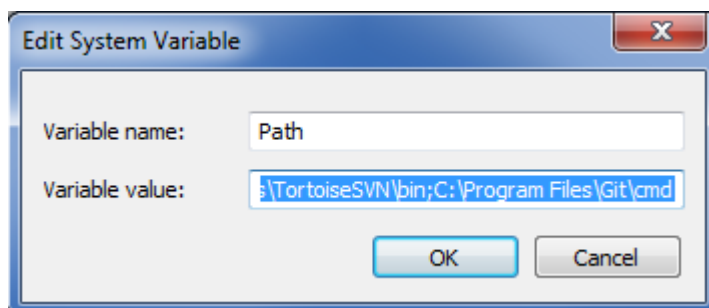 Edit System Variable
Variable name: Path
Variable value: s\TortoiseSVN\bin;C:\Program Files\Git\cmd
OK Cancel